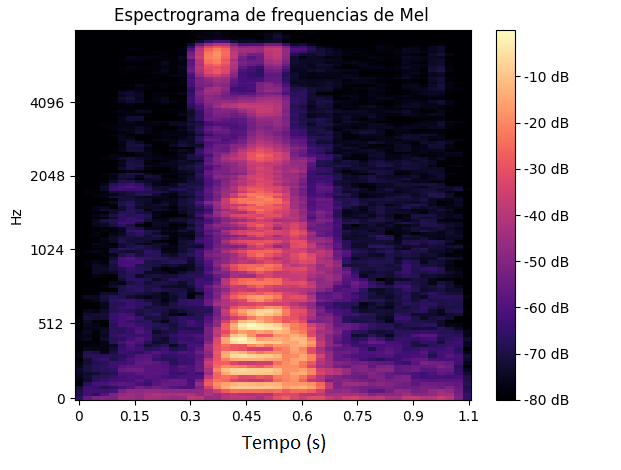 Espectrograma de frequencias de Mel
4096
2048
1024
512
0
Hz
0 0.15 0.3 0.45 0.6 0.75 0.9 1.1
Tempo (s)
-10 dB
-20 dB
-30 dB
-40 dB
-50 dB
-60 dB
-70 dB
-80 dB